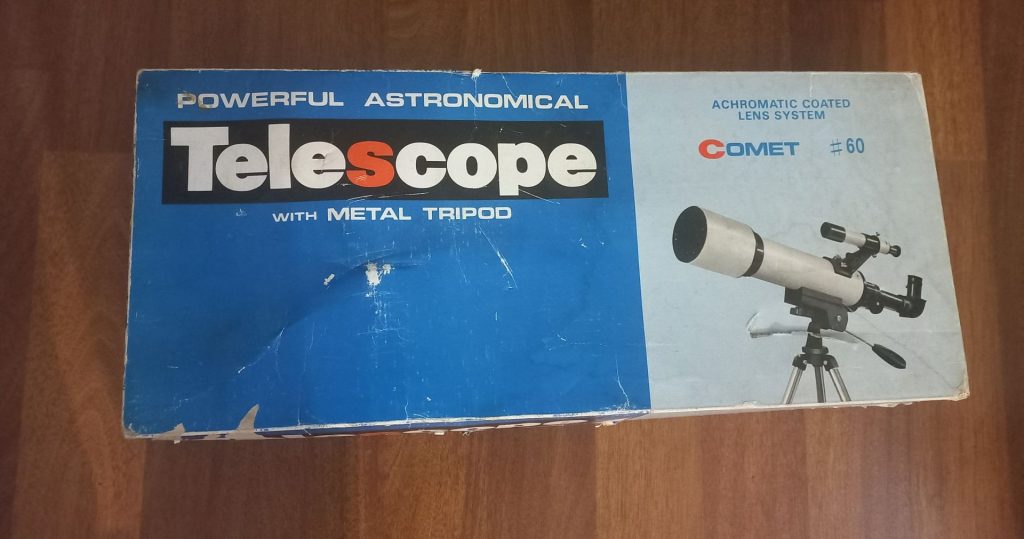 POWERFUL ASTRONOMICAL
Telescope
WITH METAL TRIPOD
ACHROMATIC COATED
LENS SYSTEM
COMET #60